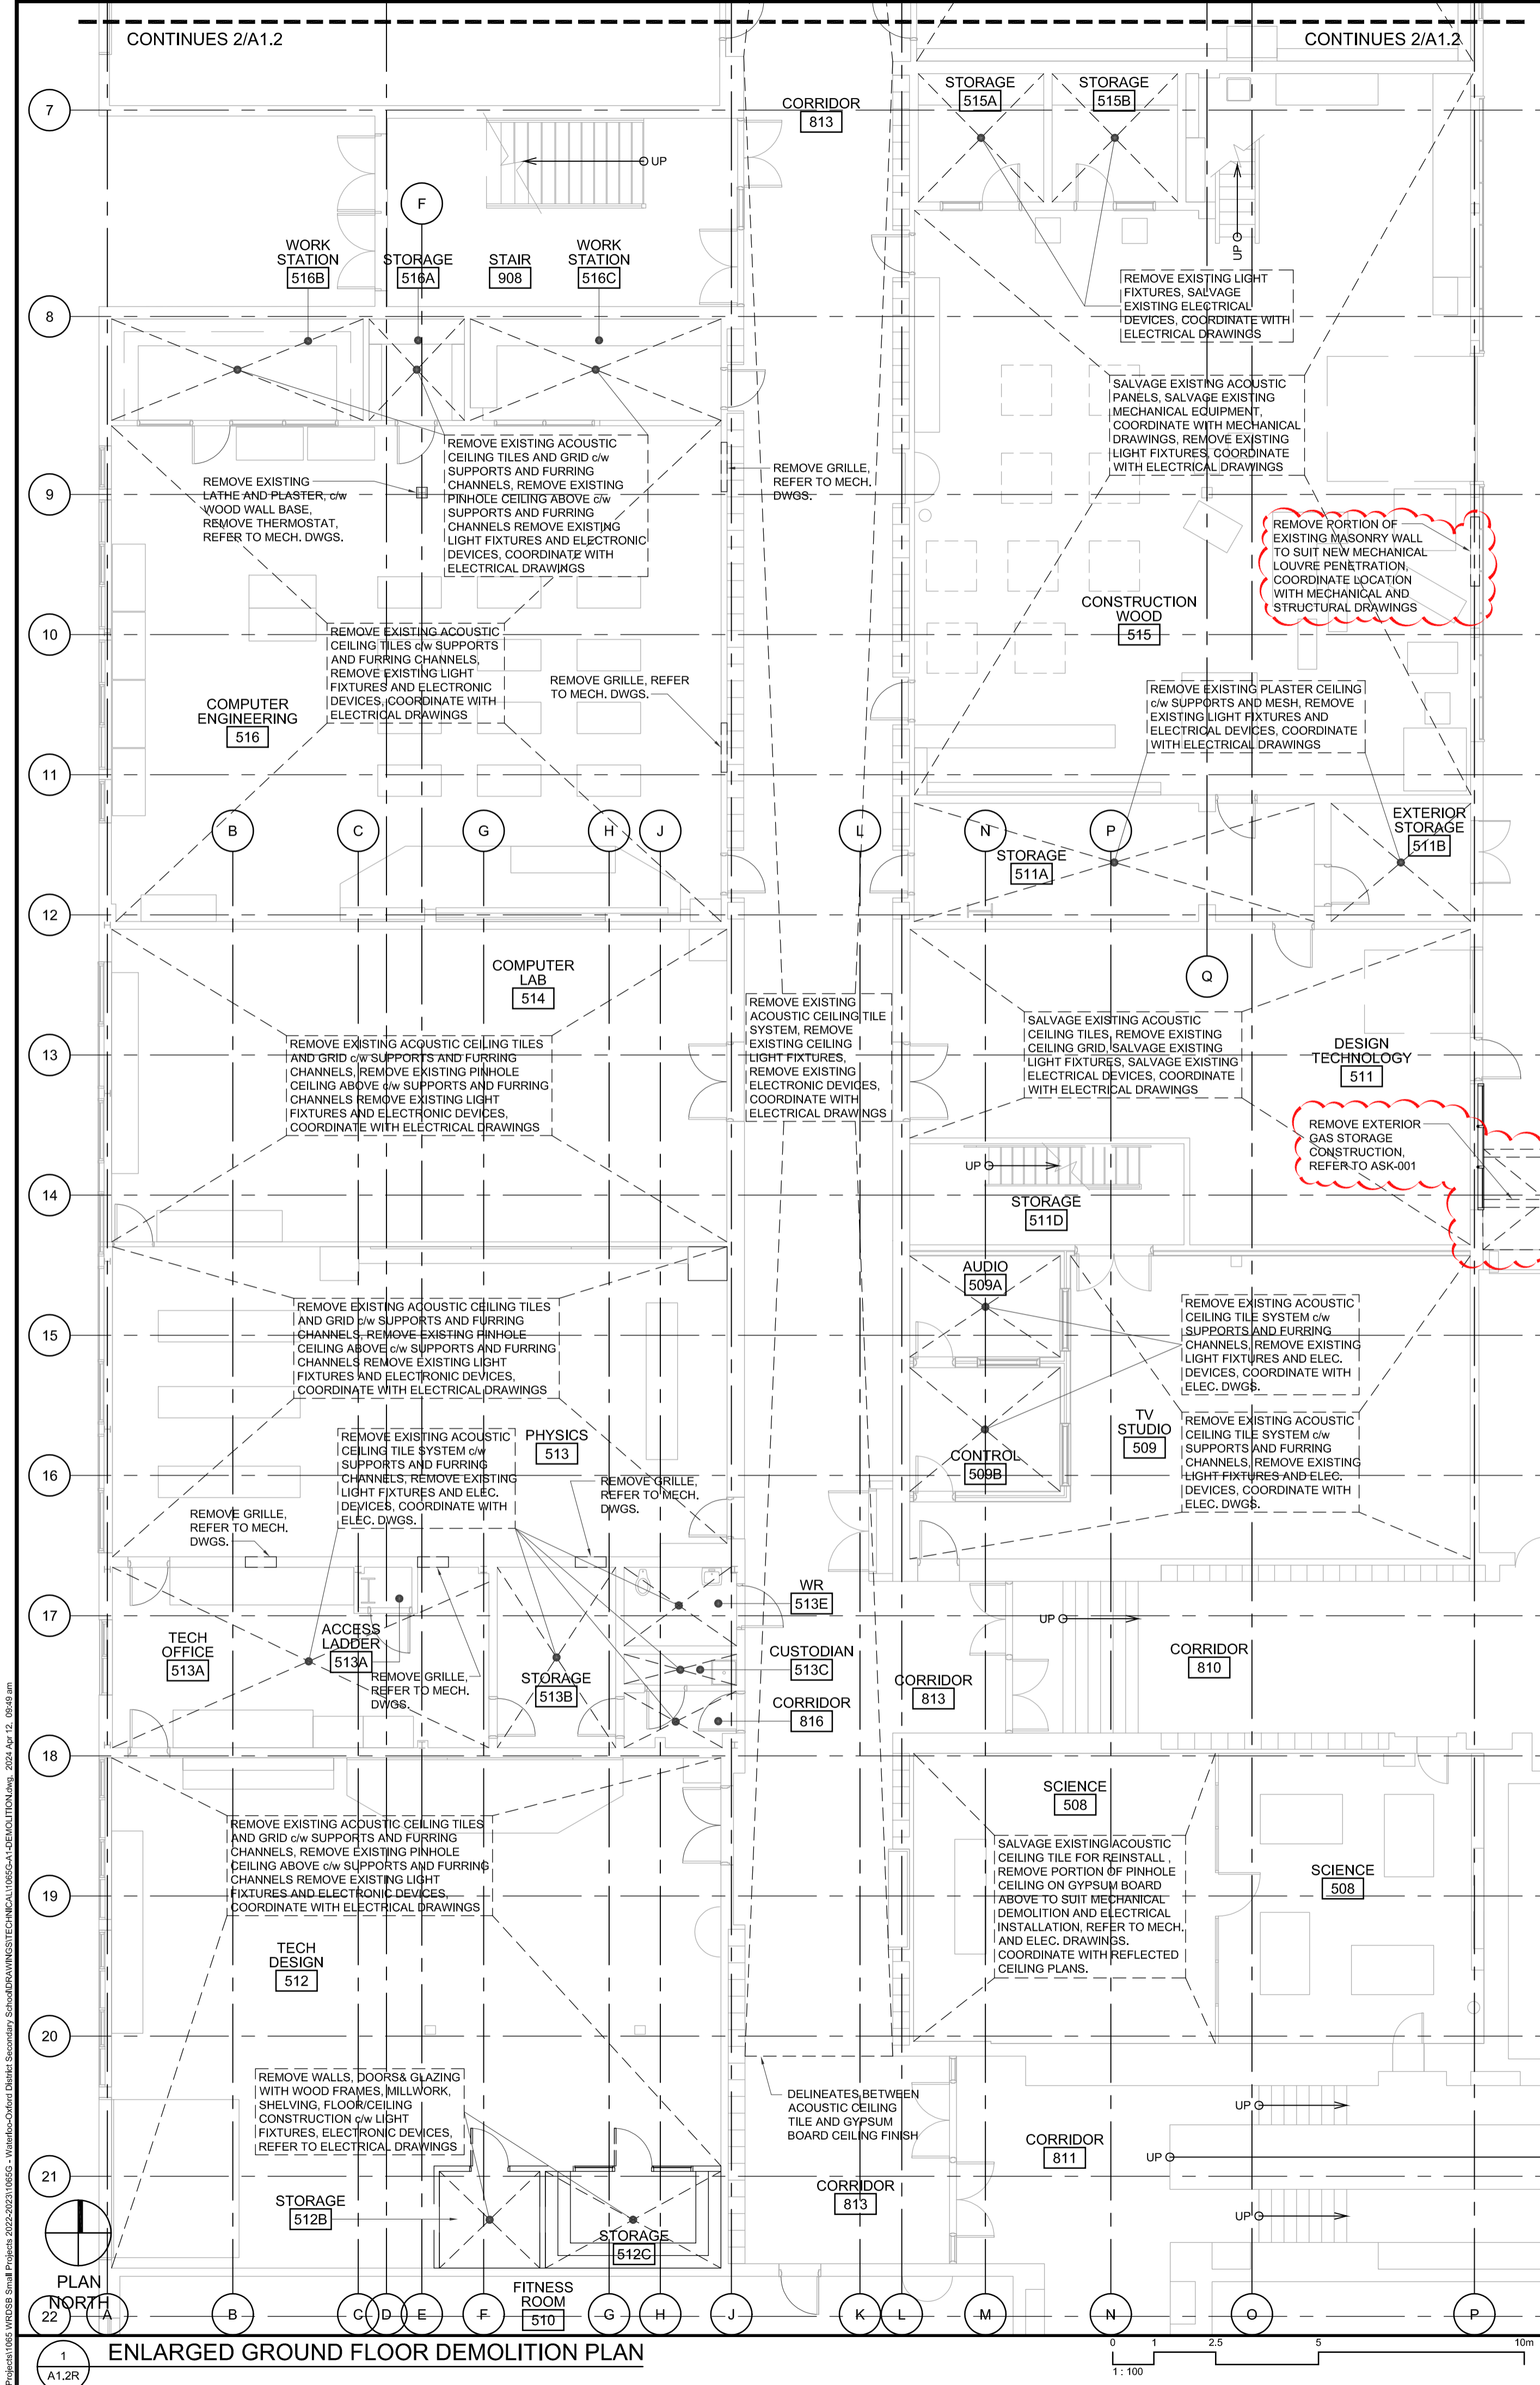 CONTINUES 2/A1.2
CONTINUES 2/A1.2
7
CORRIDOR
813
STORAGE
515A
STORAGE
515B
UP
UP
F
WORK
STATION
516B
STORAGE
516A
STAIR
908
WORK
STATION
516C
REMOVE EXISTING LIGHT
FIXTURES, SALVAGE
EXISTING ELECTRICAL
DEVICES, COORDINATE WITH
ELECTRICAL DRAWINGS
8
SALVAGE EXISTING ACOUSTIC
PANELS, SALVAGE EXISTING
MECHANICAL EQUIPMENT,
COORDINATE WITH MECHANICAL
DRAWINGS, REMOVE EXISTING
LIGHT FIXTURES, COORDINATE
WITH ELECTRICAL DRAWINGS
REMOVE EXISTING ACOUSTIC
CEILING TILES AND GRID c/w
SUPPORTS AND FURRING
CHANNELS, REMOVE EXISTING
PINHOLE CEILING ABOVE c/w
SUPPORTS AND FURRING
CHANNELS REMOVE EXISTING
LIGHT FIXTURES AND ELECTRONIC
DEVICES, COORDINATE WITH
ELECTRICAL DRAWINGS
REMOVE EXISTING
LATHE AND PLASTER, c/w
WOOD WALL BASE,
REMOVE THERMOSTAT,
REFER TO MECH. DWGS.
REMOVE GRILLE,
REFER TO MECH.
DWGS.
9
REMOVE PORTION OF
EXISTING MASONRY WALL
TO SUIT NEW MECHANICAL
LOUVRE PENETRATION,
COORDINATE LOCATION
WITH MECHANICAL AND
STRUCTURAL DRAWINGS
CONSTRUCTION
WOOD
515
10
REMOVE EXISTING ACOUSTIC
CEILING TILES c/w SUPPORTS
AND FURRING CHANNELS,
REMOVE EXISTING LIGHT
FIXTURES AND ELECTRONIC
DEVICES, COORDINATE WITH
ELECTRICAL DRAWINGS
REMOVE GRILLE, REFER
TO MECH. DWGS.
COMPUTER
ENGINEERING
516
REMOVE EXISTING PLASTER CEILING
c/w SUPPORTS AND MESH, REMOVE
EXISTING LIGHT FIXTURES AND
ELECTRICAL DEVICES, COORDINATE
WITH ELECTRICAL DRAWINGS
11
B
C
G
H
J
L
N
P
EXTERIOR
STORAGE
511B
STORAGE
511A
12
COMPUTER
LAB
514
Q
REMOVE EXISTING
ACOUSTIC CEILING TILE
SYSTEM, REMOVE
EXISTING CEILING
LIGHT FIXTURES,
REMOVE EXISTING
ELECTRONIC DEVICES,
COORDINATE WITH
ELECTRICAL DRAWINGS
SALVAGE EXISTING ACOUSTIC
CEILING TILES, REMOVE EXISTING
CEILING GRID, SALVAGE EXISTING
LIGHT FIXTURES, SALVAGE EXISTING
ELECTRICAL DEVICES, COORDINATE
WITH ELECTRICAL DRAWINGS
DESIGN
TECHNOLOGY
511
13
REMOVE EXISTING ACOUSTIC CEILING TILES
AND GRID c/w SUPPORTS AND FURRING
CHANNELS, REMOVE EXISTING PINHOLE
CEILING ABOVE c/w SUPPORTS AND FURRING
CHANNELS REMOVE EXISTING LIGHT
FIXTURES AND ELECTRONIC DEVICES,
COORDINATE WITH ELECTRICAL DRAWINGS
REMOVE EXTERIOR
GAS STORAGE
CONSTRUCTION,
REFER TO ASK-001
UP
14
STORAGE
511D
AUDIO
509A
REMOVE EXISTING ACOUSTIC CEILING TILES
AND GRID c/w SUPPORTS AND FURRING
CHANNELS, REMOVE EXISTING PINHOLE
CEILING ABOVE c/w SUPPORTS AND FURRING
CHANNELS REMOVE EXISTING LIGHT
FIXTURES AND ELECTRONIC DEVICES,
COORDINATE WITH ELECTRICAL DRAWINGS
REMOVE EXISTING ACOUSTIC
CEILING TILE SYSTEM c/w
SUPPORTS AND FURRING
CHANNELS, REMOVE EXISTING
LIGHT FIXTURES AND ELEC.
DEVICES, COORDINATE WITH
ELEC. DWGS.
15
TV
STUDIO
509
REMOVE EXISTING ACOUSTIC
CEILING TILE SYSTEM c/w
SUPPORTS AND FURRING
CHANNELS, REMOVE EXISTING
LIGHT FIXTURES AND ELEC.
DEVICES, COORDINATE WITH
ELEC. DWGS.
REMOVE EXISTING ACOUSTIC
CEILING TILE SYSTEM c/w
SUPPORTS AND FURRING
CHANNELS, REMOVE EXISTING
LIGHT FIXTURES AND ELEC.
DEVICES, COORDINATE WITH
ELEC. DWGS.
PHYSICS
513
CONTROL
509B
16
REMOVE GRILLE,
REFER TO MECH.
DWGS.
REMOVE GRILLE,
REFER TO MECH.
DWGS.
WR
513E
17
UP
TECH
OFFICE
513A
ACCESS
LADDER
513A
REMOVE GRILLE,
REFER TO MECH.
DWGS.
STORAGE
513B
CUSTODIAN
513C
CORRIDOR
816
CORRIDOR
813
CORRIDOR
810
18
SCIENCE
508
REMOVE EXISTING ACOUSTIC CEILING TILES
AND GRID c/w SUPPORTS AND FURRING
CHANNELS, REMOVE EXISTING PINHOLE
CEILING ABOVE c/w SUPPORTS AND FURRING
CHANNELS REMOVE EXISTING LIGHT
FIXTURES AND ELECTRONIC DEVICES,
COORDINATE WITH ELECTRICAL DRAWINGS
SALVAGE EXISTING ACOUSTIC
CEILING TILE FOR REINSTALL ,
REMOVE PORTION OF PINHOLE
CEILING ON GYPSUM BOARD
ABOVE TO SUIT MECHANICAL
DEMOLITION AND ELECTRICAL
INSTALLATION, REFER TO MECH.
AND ELEC. DRAWINGS.
COORDINATE WITH REFLECTED
CEILING PLANS.
SCIENCE
508
19
TECH
DESIGN
512
20
REMOVE WALLS, DOORS& GLAZING
WITH WOOD FRAMES, MILLWORK,
SHELVING, FLOOR/CEILING
CONSTRUCTION c/w LIGHT
FIXTURES, ELECTRONIC DEVICES,
REFER TO ELECTRICAL DRAWINGS
DELINEATES BETWEEN
ACOUSTIC CEILING
TILE AND GYPSUM
BOARD CEILING FINISH
UP
CORRIDOR
811
UP
21
CORRIDOR
813
UP
STORAGE
512B
STORAGE
512C
PLAN
NORTH
FITNESS
ROOM
510
22
A
B
C
D
E
F
G
H
J
K
L
M
N
O
P
1
A1.2R
ENLARGED GROUND FLOOR DEMOLITION PLAN
0
1
2.5
5
10m
1 : 100
Projects\1065 WRDSB Small Projects 2022-2023\1065G - Waterloo-Oxford District Secondary School\DRAWINGS\TECHNICAL\1065G-A1-DEMOLITION.dwg, 2024 Apr 12, 09:49 am